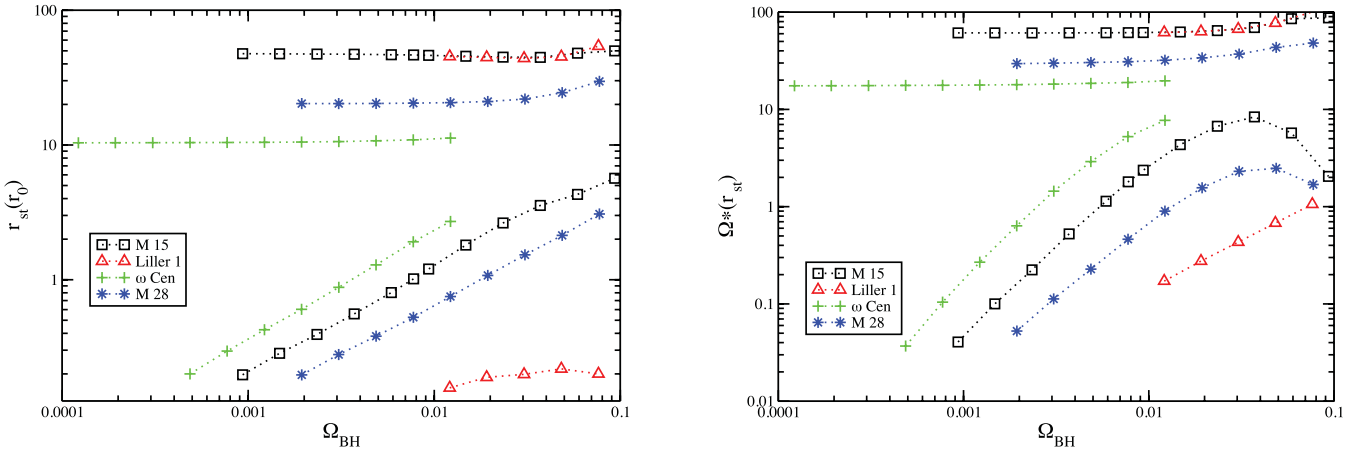 100
10
1
r_st(r_0)
M 15
Liller 1
ω Cen
M 28
0.0001
0.001
0.01
0.1
Ω_BH
100
10
1
0.1
0.01
Ω*(r_st)
M 15
Liller 1
ω Cen
M 28
0.0001
0.001
0.01
0.1
Ω_BH